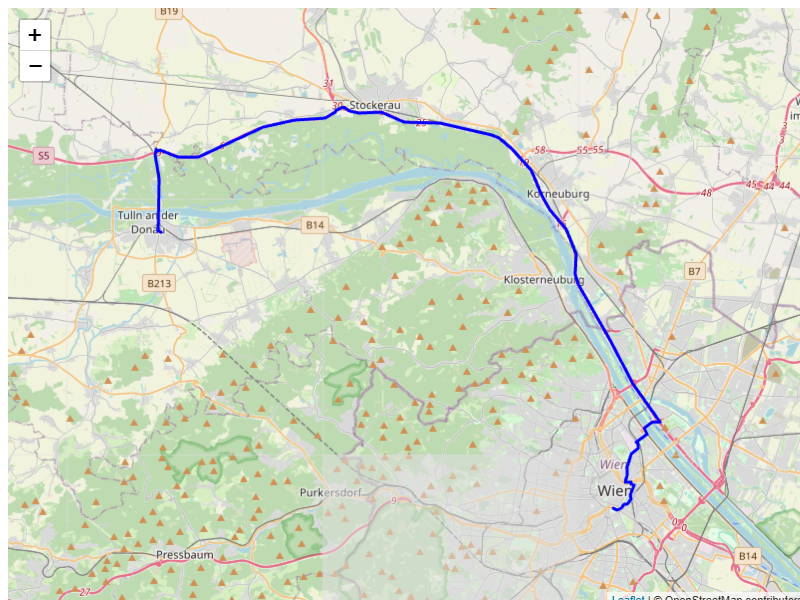 B19
+
−
31
30
Stockerau
25
S5
58
55-55
Korneuburg
48
45
44
44
Tulln an der
Donau
B14
B213
Klosterneuburg
B7
Wien
Wien
Purkersdorf
9
Pressbaum
27
B14
Leaflet | © OpenStreetMap contributors